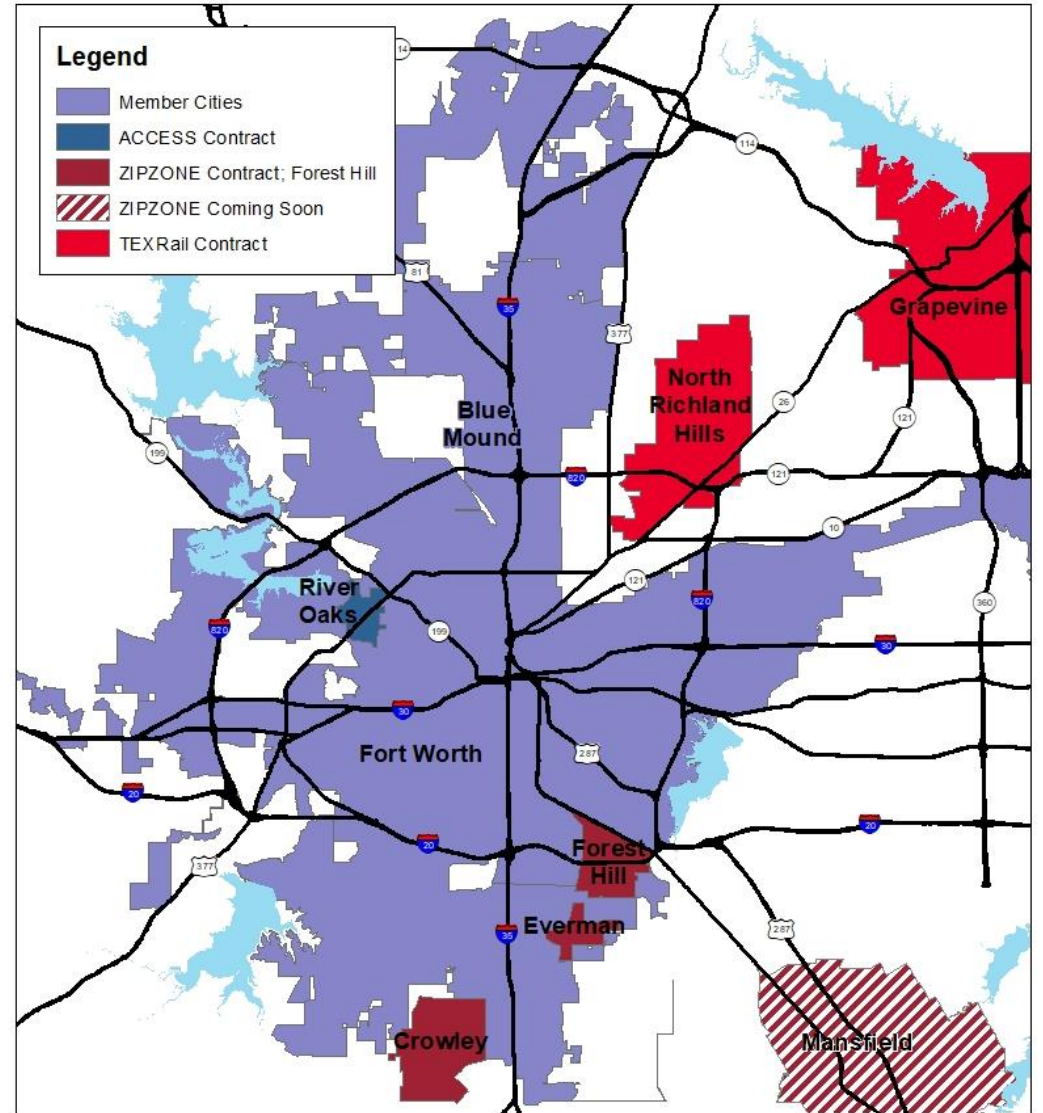 Legend
Member Cities
ACCESS Contract
ZIPZONE Contract; Forest Hill
ZIPZONE Coming Soon
TEXRail Contract
14
114
81
35
377
Grapevine
North
Richland
Hills
26
121
Blue
Mound
199
820
121
10
River
Oaks
121
820
360
820
199
30
30
Fort Worth
287
20
20
20
377
Forest
Hill
Everman
35
287
Crowley
Mansfield